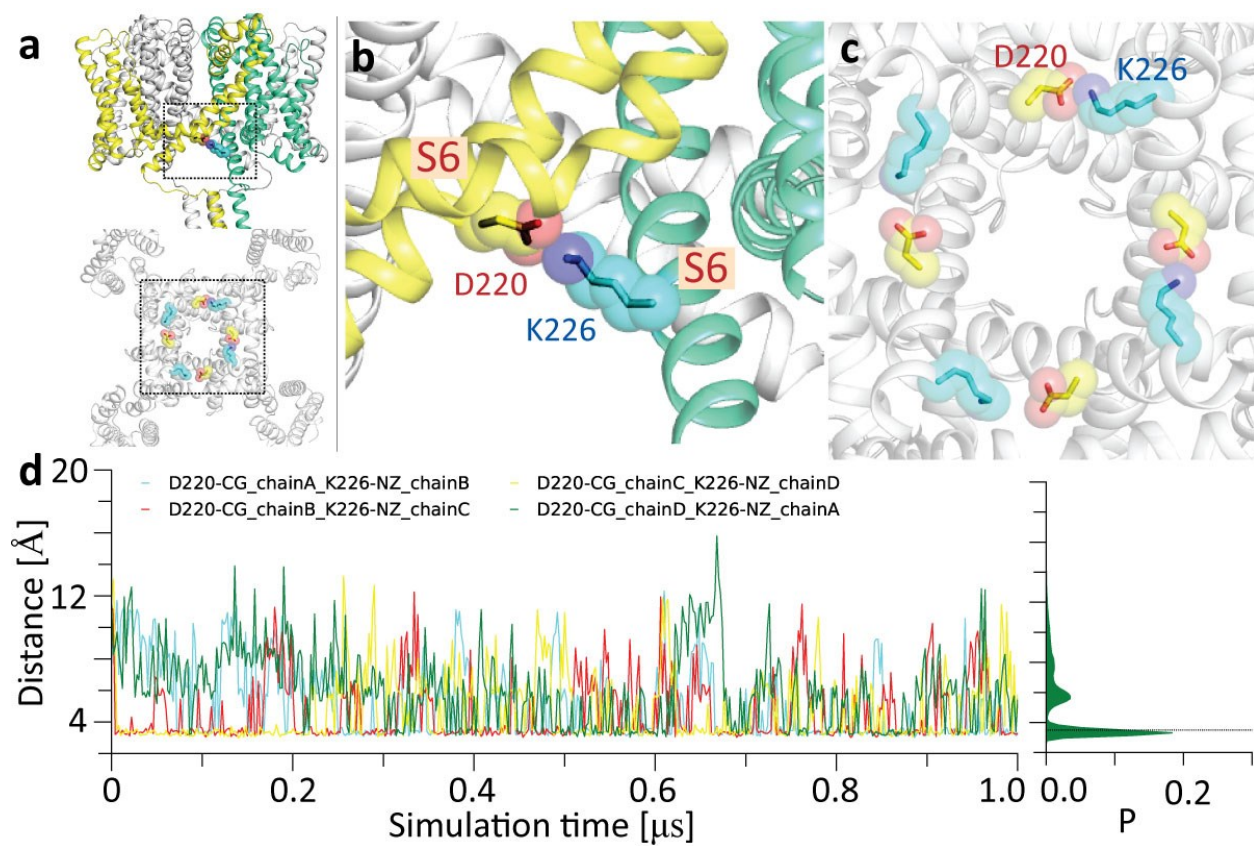 a
b
S6
D220
K226
S6
c
D220
K226
d
D220-CG_chainA_K226-NZ_chainB
D220-CG_chainC_K226-NZ_chainD
D220-CG_chainB_K226-NZ_chainC
D220-CG_chainD_K226-NZ_chainA
Distance [Å]
20
12
4
0
0.2
0.4
0.6
0.8
1.0
Simulation time [μs]
0.0
0.2
P